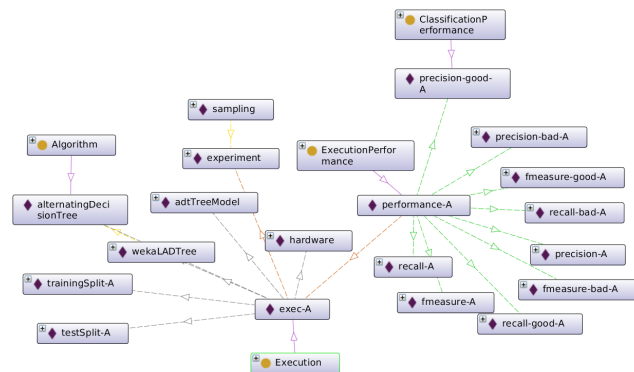 ClassificationP
erformance
precision-good-
A
sampling
precision-bad-A
Algorithm
experiment
ExecutionPerfor
mance
fmeasure-good-A
alternatingDeci
sionTree
adtTreeModel
performance-A
recall-bad-A
wekaLADTree
hardware
precision-A
trainingSplit-A
recall-A
fmeasure-bad-A
exec-A
fmeasure-A
testSplit-A
recall-good-A
Execution